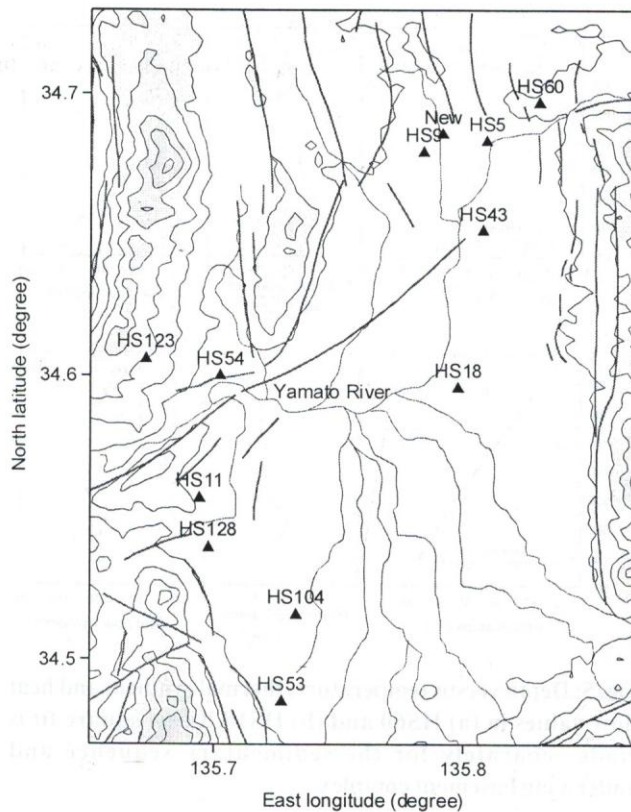 34.7
HS60
New
HS9
HS5
HS43
HS123
HS54
34.6
HS18
Yamato River
HS11
HS128
HS104
34.5
HS53
135.7
135.8
North latitude (degree)
East longitude (degree)